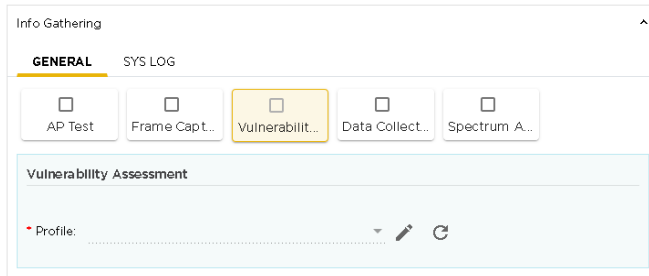 Info Gathering
GENERAL SYS LOG
AP Test Frame Capt... Vulnerabilit... Data Collect... Spectrum A...
Vulnerability Assessment
* Profile: